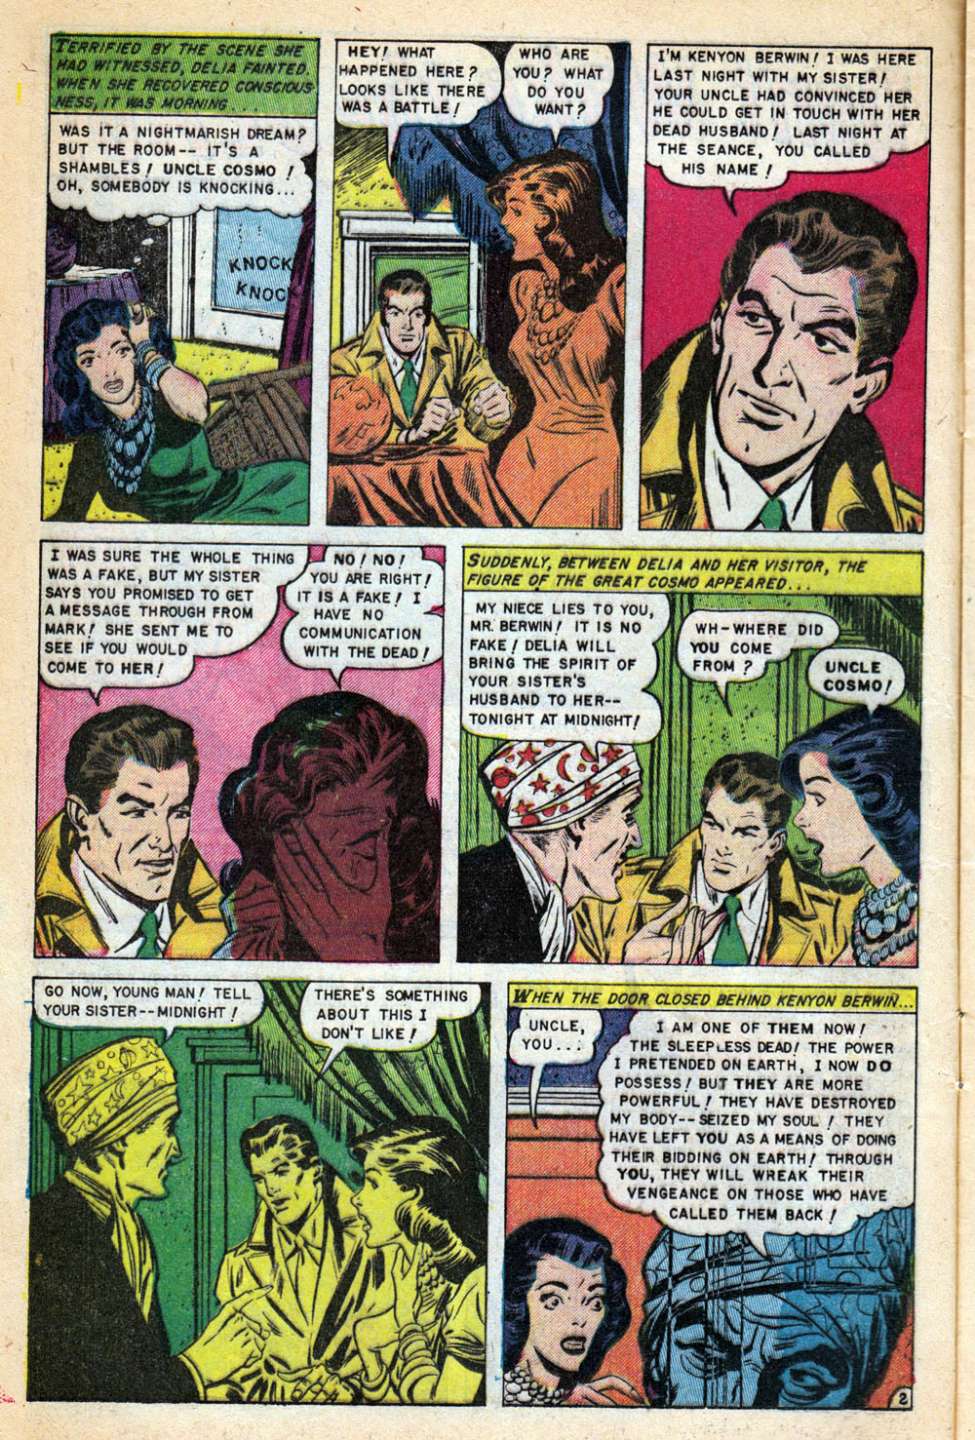 TERRIFIED BY THE SCENE SHE
HAD WITNESSED, DELIA FAINTED.
WHEN SHE RECOVERED CONSCIOUS-
NESS, IT WAS MORNING...
WAS IT A NIGHTMARISH DREAM?
BUT THE ROOM-- IT'S A
SHAMBLES! UNCLE COSMO!
OH, SOMEBODY IS KNOCKING...
KNOCK
KNOCK
HEY! WHAT
HAPPENED HERE?
LOOKS LIKE THERE
WAS A BATTLE!
WHO ARE
YOU? WHAT
DO YOU
WANT?
I'M KENYON BERWIN! I WAS HERE
LAST NIGHT WITH MY SISTER!
YOUR UNCLE HAD CONVINCED HER
HE COULD GET IN TOUCH WITH HER
DEAD HUSBAND! LAST NIGHT AT
THE SEANCE, YOU CALLED
HIS NAME!
I WAS SURE THE WHOLE THING
WAS A FAKE, BUT MY SISTER
SAYS YOU PROMISED TO GET
A MESSAGE THROUGH FROM
MARK! SHE SENT ME TO
SEE IF YOU WOULD
COME TO HER!
NO! NO!
YOU ARE RIGHT!
IT IS A FAKE! I
HAVE NO
COMMUNICATION
WITH THE DEAD!
SUDDENLY, BETWEEN DELIA AND HER VISITOR, THE
FIGURE OF THE GREAT COSMO APPEARED...
MY NIECE LIES TO YOU,
MR. BERWIN! IT IS NO
FAKE! DELIA WILL
BRING THE SPIRIT OF
YOUR SISTER'S
HUSBAND TO HER--
TONIGHT AT MIDNIGHT!
WH-WHERE DID
YOU COME
FROM?
UNCLE
COSMO!
GO NOW, YOUNG MAN! TELL
YOUR SISTER--MIDNIGHT!
THERE'S SOMETHING
ABOUT THIS I
DON'T LIKE!
WHEN THE DOOR CLOSED BEHIND KENYON BERWIN...
UNCLE,
YOU...
I AM ONE OF THEM NOW!
THE SLEEPLESS DEAD! THE POWER
I PRETENDED ON EARTH, I NOW DO
POSSESS! BUT THEY ARE MORE
POWERFUL! THEY HAVE DESTROYED
MY BODY--SEIZED MY SOUL! THEY
HAVE LEFT YOU AS A MEANS OF DOING
THEIR BIDDING ON EARTH! THROUGH
YOU, THEY WILL WREAK THEIR
VENGEANCE ON THOSE WHO HAVE
CALLED THEM BACK!
2